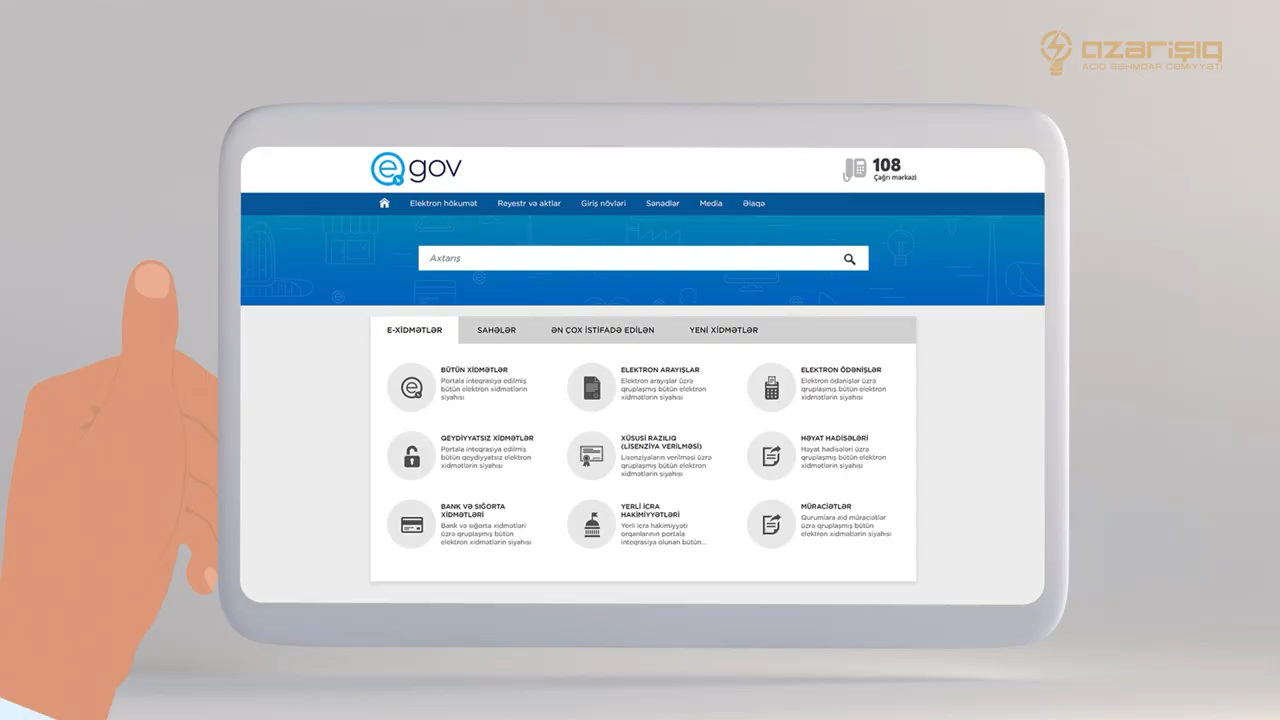 azərişıq
AÇIQ SƏHMDAR CƏMİYYƏTİ
e gov
108
Çağrı mərkəzi
Elektron hökumət Reyestr və aktlar Giriş növləri Sənədlər Media Əlaqə
Axtarış
E-XİDMƏTLƏR SAHƏLƏR ƏN ÇOX İSTİFADƏ EDİLƏN YENİ XİDMƏTLƏR
BÜTÜN XİDMƏTLƏR
Portala inteqrasiya edilmiş
bütün elektron xidmətlərin
siyahısı
ELEKTRON ARAYIŞLAR
Elektron arayışlar üzrə
qruplaşmış bütün elektron
xidmətlərin siyahısı
ELEKTRON ÖDƏNİŞLƏR
Elektron ödənişlər üzrə
qruplaşmış bütün elektron
xidmətlərin siyahısı
QEYDİYYATSIZ XİDMƏTLƏR
Portala inteqrasiya edilmiş
bütün qeydiyyatsız elektron
xidmətlərin siyahısı
XÜSUSİ RAZILIQ
(LİSENZİYA VERİLMƏSİ)
Lisenziyaların verilməsi üzrə
qruplaşmış bütün elektron
xidmətlərin siyahısı
HƏYAT HADİSƏLƏRİ
Həyat hadisələri üzrə
qruplaşmış bütün elektron
xidmətlərin siyahısı
BANK VƏ SIĞORTA
XİDMƏTLƏRİ
Bank və sığorta xidmətləri
üzrə qruplaşmış bütün
elektron xidmətlərin siyahısı
YERLİ İCRA
HAKİMİYYƏTLƏRİ
Yerli icra hakimiyyəti
orqanlarının portala
inteqrasiya olunan bütün...
MÜRACİƏTLƏR
Qurumlara aid müraciətlər
üzrə qruplaşmış bütün
elektron xidmətlərin siyahısı